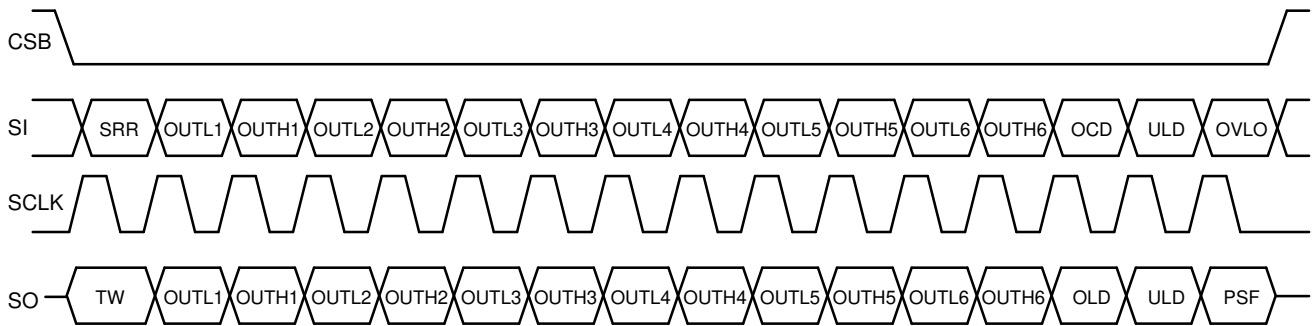 CSB
SI SRR OUTL1 OUTH1 OUTL2 OUTH2 OUTL3 OUTH3 OUTL4 OUTH4 OUTL5 OUTH5 OUTL6 OUTH6 OCD ULD OVLO
SCLK
SO TW OUTL1 OUTH1 OUTL2 OUTH2 OUTL3 OUTH3 OUTL4 OUTH4 OUTL5 OUTH5 OUTL6 OUTH6 OLD ULD PSF